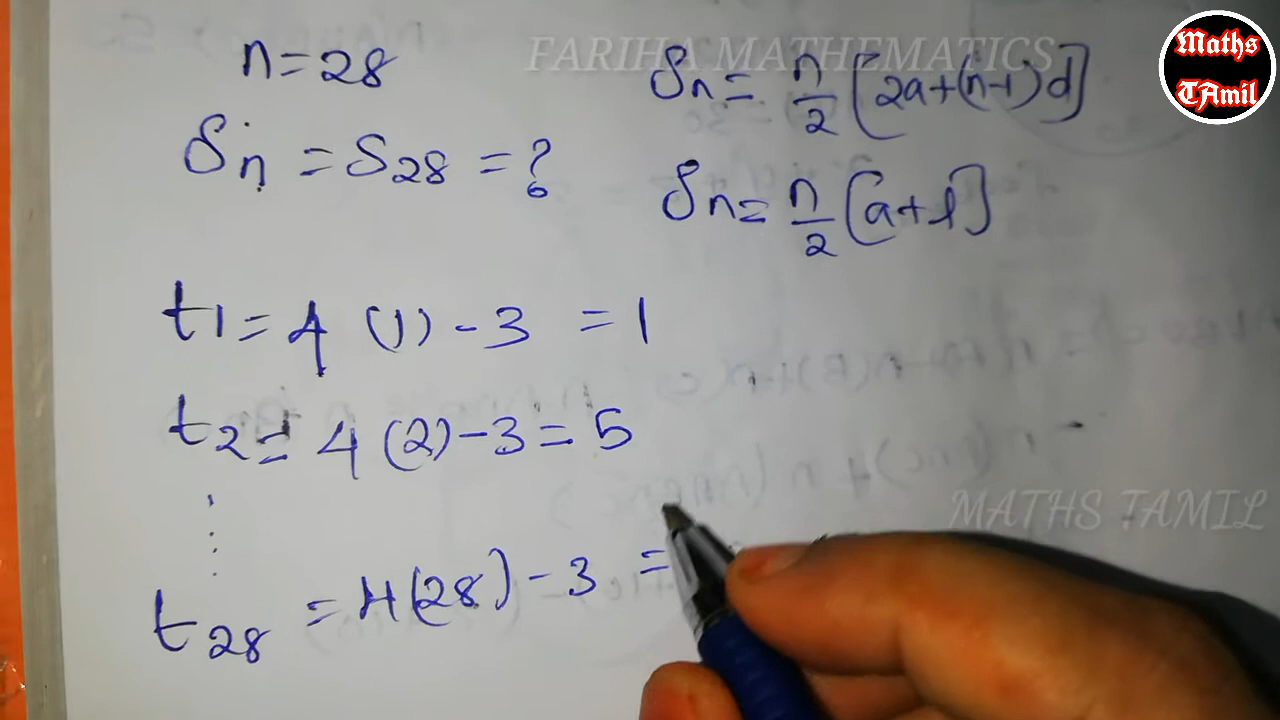 FARIHA MATHEMATICS
Maths
TAmil
n = 28
Sn = n/2 [2a+(n-1)d]
Sn = S28 = ?
Sn = n/2 [a+l]
t1 = 4 (1) - 3 = 1
t2 = 4 (2) - 3 = 5
MATHS TAMIL
t28 = 4(28) - 3 =